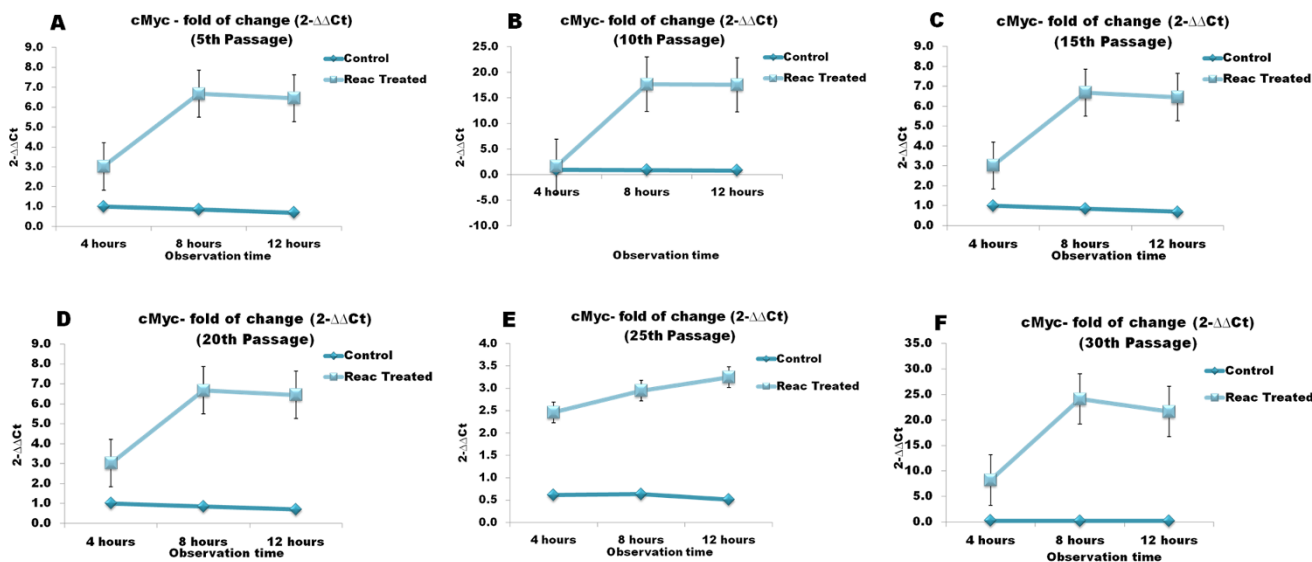 A
cMyc - fold of change (2-ΔΔCt)
(5th Passage)
9.0
8.0
7.0
6.0
5.0
4.0
3.0
2.0
1.0
0.0
2-ΔΔCt
Control
Reac Treated
4 hours 8 hours 12 hours
Observation time
B
cMyc- fold of change (2-ΔΔCt)
(10th Passage)
25.0
20.0
15.0
10.0
5.0
0.0
-5.0
-10.0
2-ΔΔCt
Control
Reac Treated
4 hours 8 hours 12 hours
Observation time
C
cMyc- fold of change (2-ΔΔCt)
(15th Passage)
9.0
8.0
7.0
6.0
5.0
4.0
3.0
2.0
1.0
0.0
2-ΔΔCt
Control
Reac Treated
4 hours 8 hours 12 hours
Observation time
D
cMyc- fold of change (2-ΔΔCt)
(20th Passage)
9.0
8.0
7.0
6.0
5.0
4.0
3.0
2.0
1.0
0.0
2-ΔΔCt
Control
Reac Treated
4 hours 8 hours 12 hours
Observation time
E
cMyc- fold of change (2-ΔΔCt)
(25th Passage)
4.0
3.5
3.0
2.5
2.0
1.5
1.0
0.5
0.0
2-ΔΔCt
Control
Reac Treated
4 hours 8 hours 12 hours
Observation time
F
cMyc- fold of change (2-ΔΔCt)
(30th Passage)
35.0
30.0
25.0
20.0
15.0
10.0
5.0
0.0
2-ΔΔCt
Control
Reac Treated
4 hours 8 hours 12 hours
Observation time